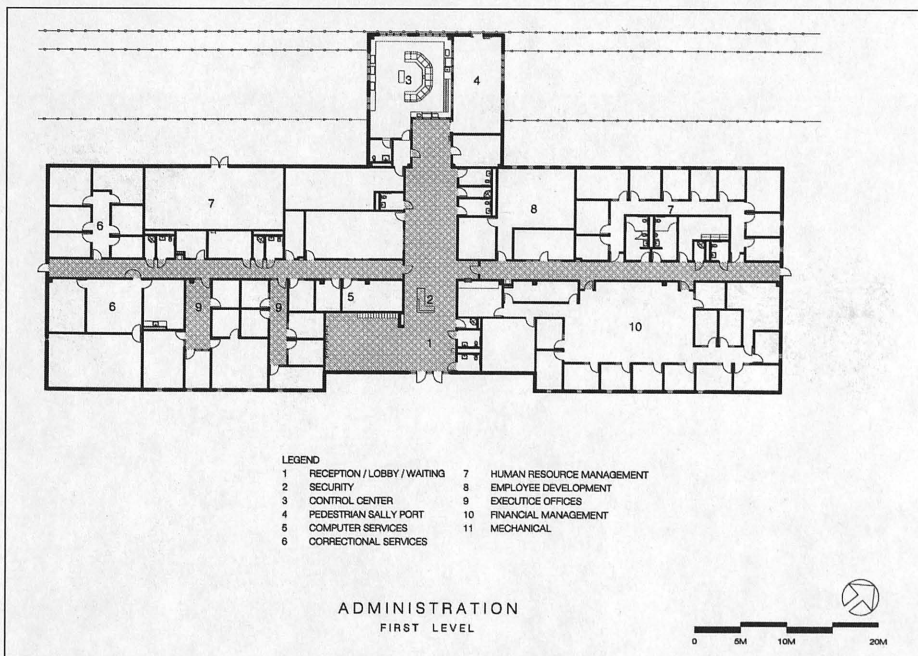 3
4
7
8
7
6
6
9
9
5
2
1
10
LEGEND
1 RECEPTION / LOBBY / WAITING
2 SECURITY
3 CONTROL CENTER
4 PEDESTRIAN SALLY PORT
5 COMPUTER SERVICES
6 CORRECTIONAL SERVICES
7 HUMAN RESOURCE MANAGEMENT
8 EMPLOYEE DEVELOPMENT
9 EXECUTICE OFFICES
10 FINANCIAL MANAGEMENT
11 MECHANICAL
ADMINISTRATION
FIRST LEVEL
0 5M 10M 20M